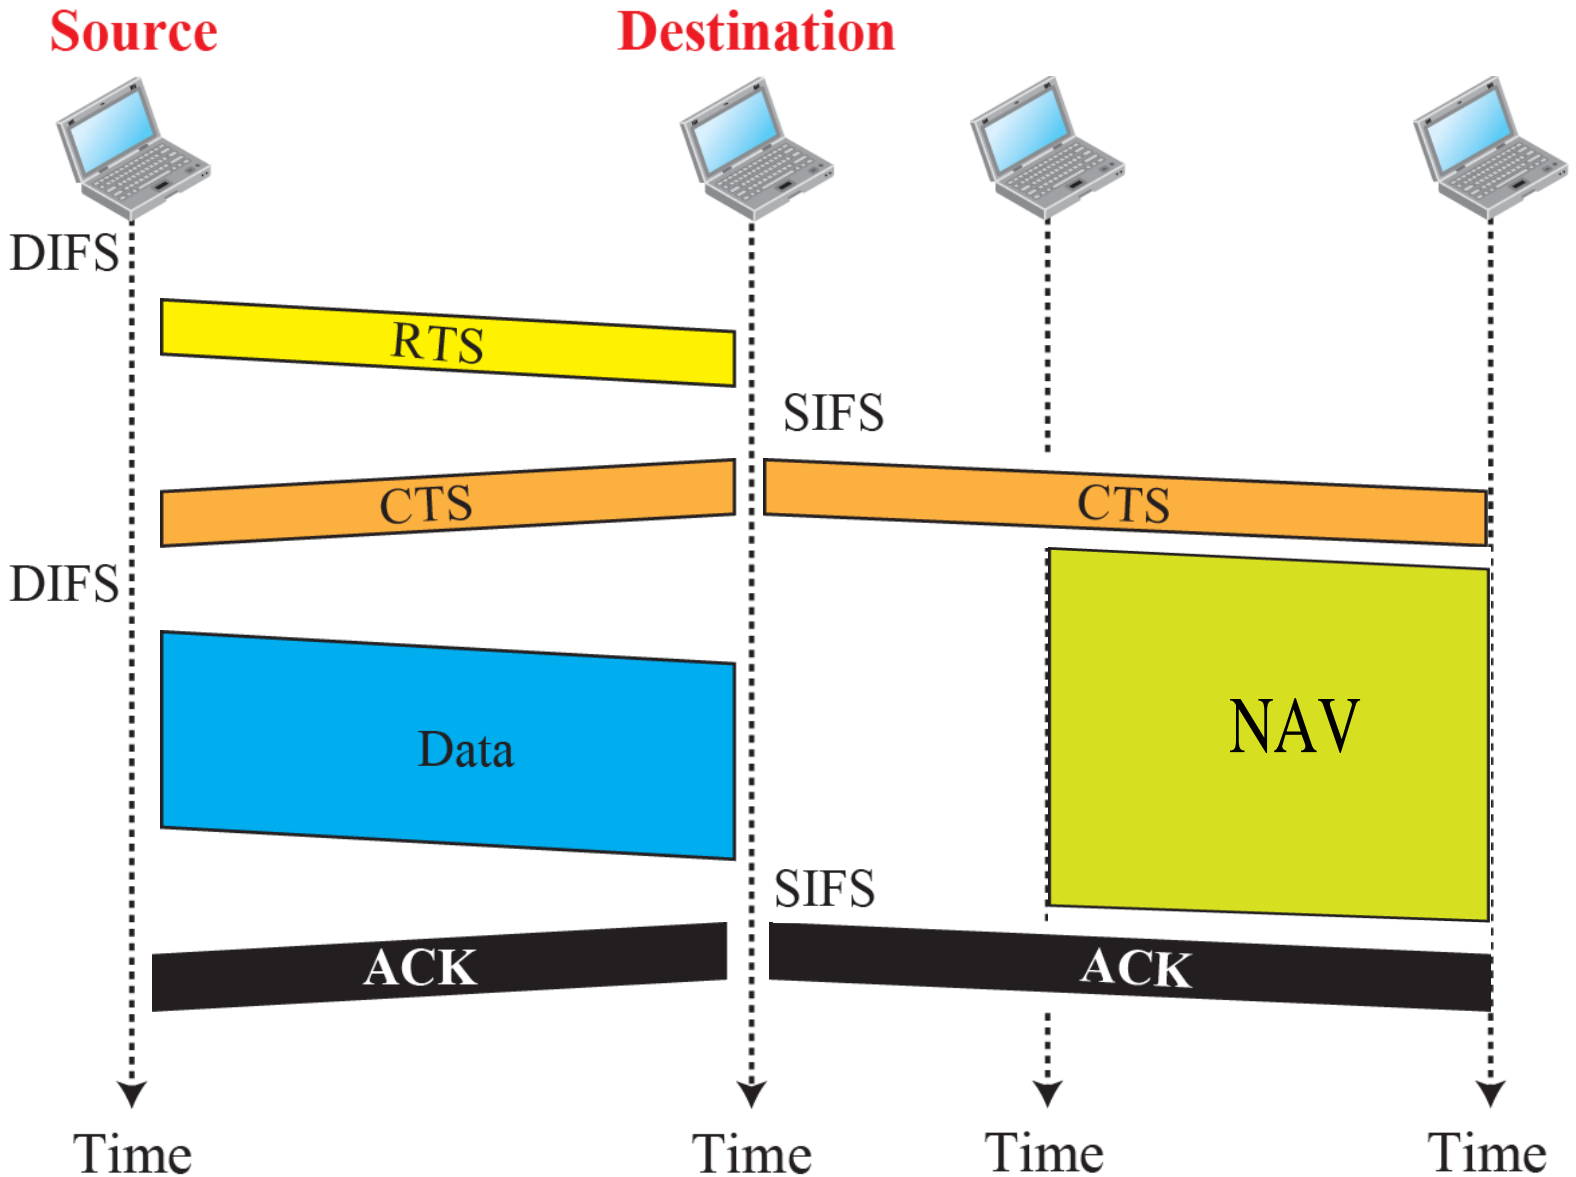 Source
Destination
DIFS
RTS
SIFS
CTS
CTS
DIFS
NAV
Data
SIFS
ACK
ACK
Time
Time
Time
Time